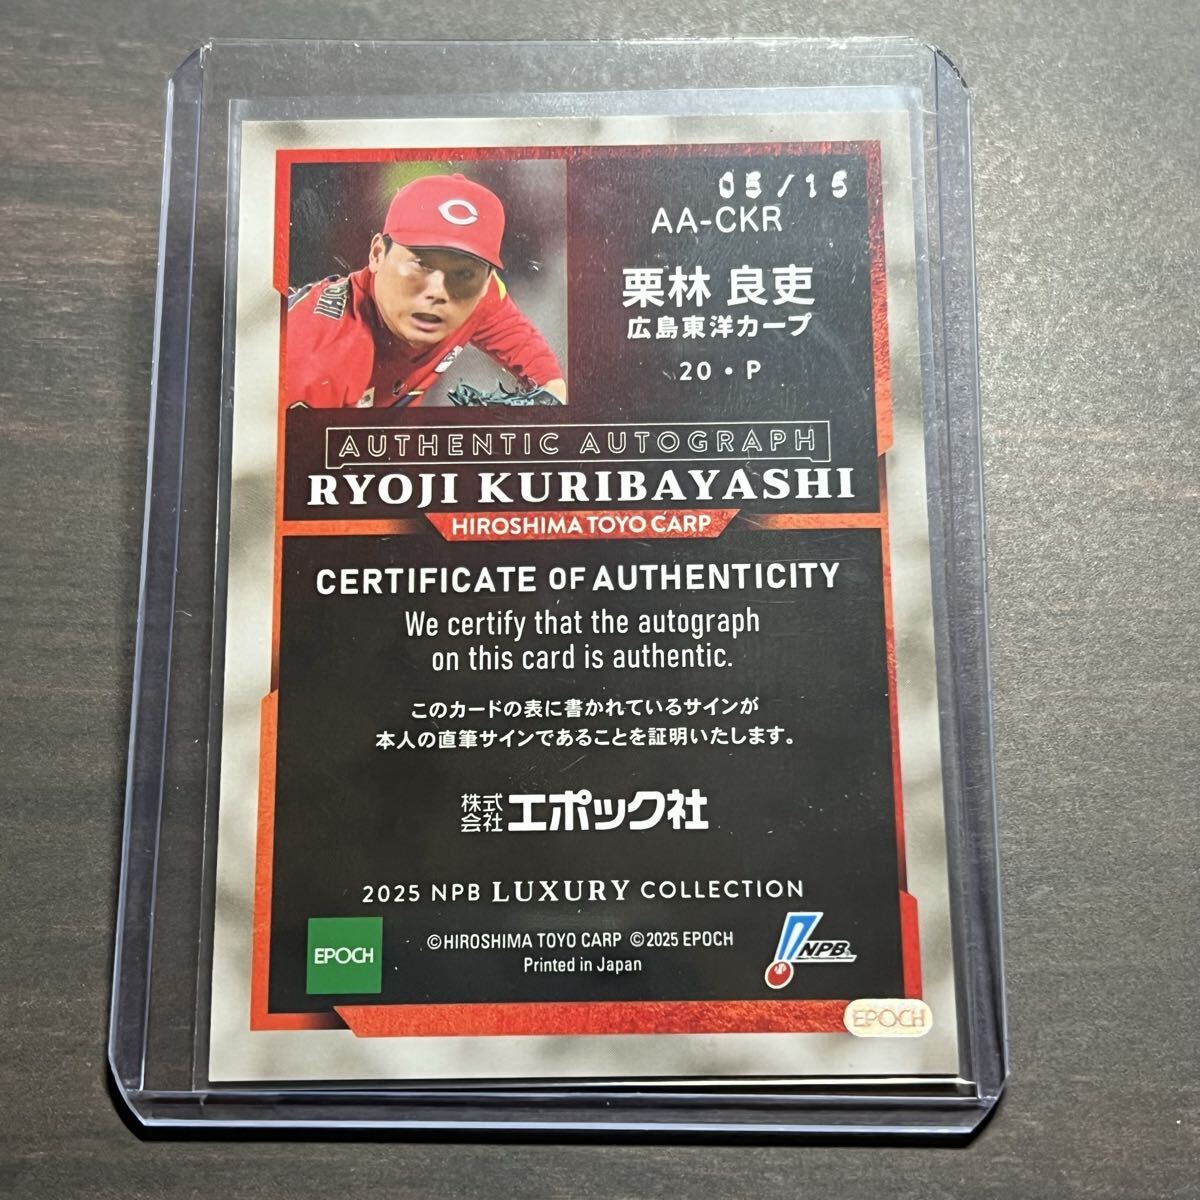 05/15
AA-CKR
栗林 良吏
広島東洋カープ
20・P
AUTHENTIC AUTOGRAPH
RYOJI KURIBAYASHI
HIROSHIMA TOYO CARP
CERTIFICATE OF AUTHENTICITY
We certify that the autograph
on this card is authentic.
このカードの表に書かれているサインが
本人の直筆サインであることを証明いたします。
株式会社エポック社
2025 NPB LUXURY COLLECTION
EPOCH
©HIROSHIMA TOYO CARP ©2025 EPOCH
Printed in Japan
NPB
EPOCH